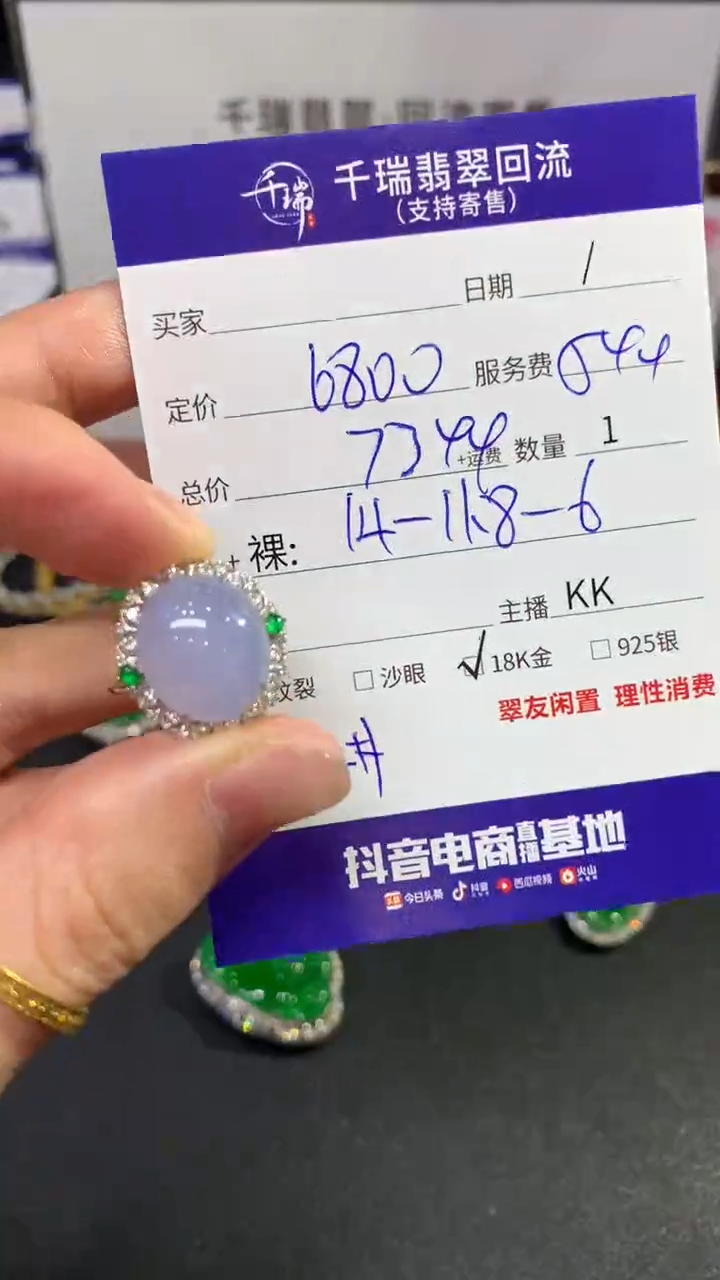 千瑞
千瑞翡翠回流
(支持寄售)
买家 日期 /
定价 6800 服务费 544
总价 7344 +运费 数量 1
+ 裸: 14-11.8-6
主播 KK
纹裂 □沙眼 ✓18K金 □925银
翠友闲置 理性消费
抖音电商直播基地
今日头条 抖音 西瓜视频 火山